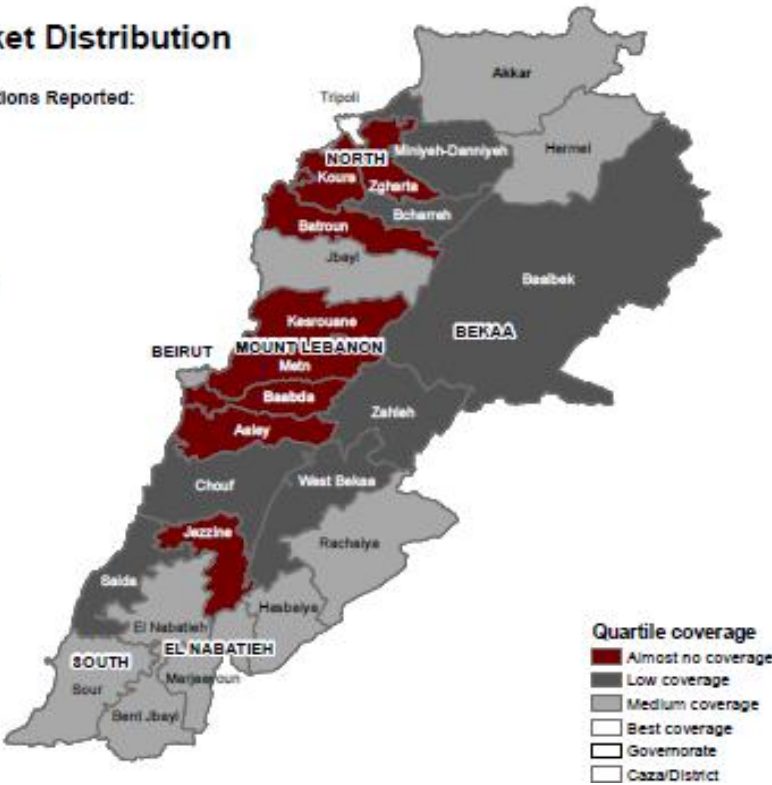 ket Distribution
tions Reported:
Tripoli
Akkar
NORTH
Miniyeh-Danniyeh
Hermel
Koura
Zgharta
Bcharreh
Batroun
Jbayl
Baalbek
Kesrouane
BEKAA
BEIRUT
MOUNT LEBANON
Metn
Baabda
Zahleh
Aaley
West Bekaa
Chouf
Jezzine
Rachaiya
Saida
Hasbaiya
El Nabatieh
EL NABATIEH
SOUTH
Marjaayoun
Sour
Bent Jbayl
Quartile coverage
Almost no coverage
Low coverage
Medium coverage
Best coverage
Governorate
Caza/District